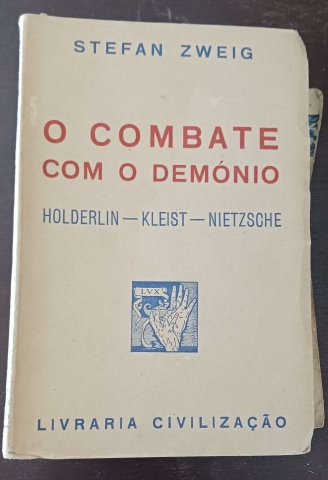 STEFAN ZWEIG
O COMBATE
COM O DEMÓNIO
HOLDERLIN — KLEIST — NIETZSCHE
LVX
LIVRARIA CIVILIZAÇÃO